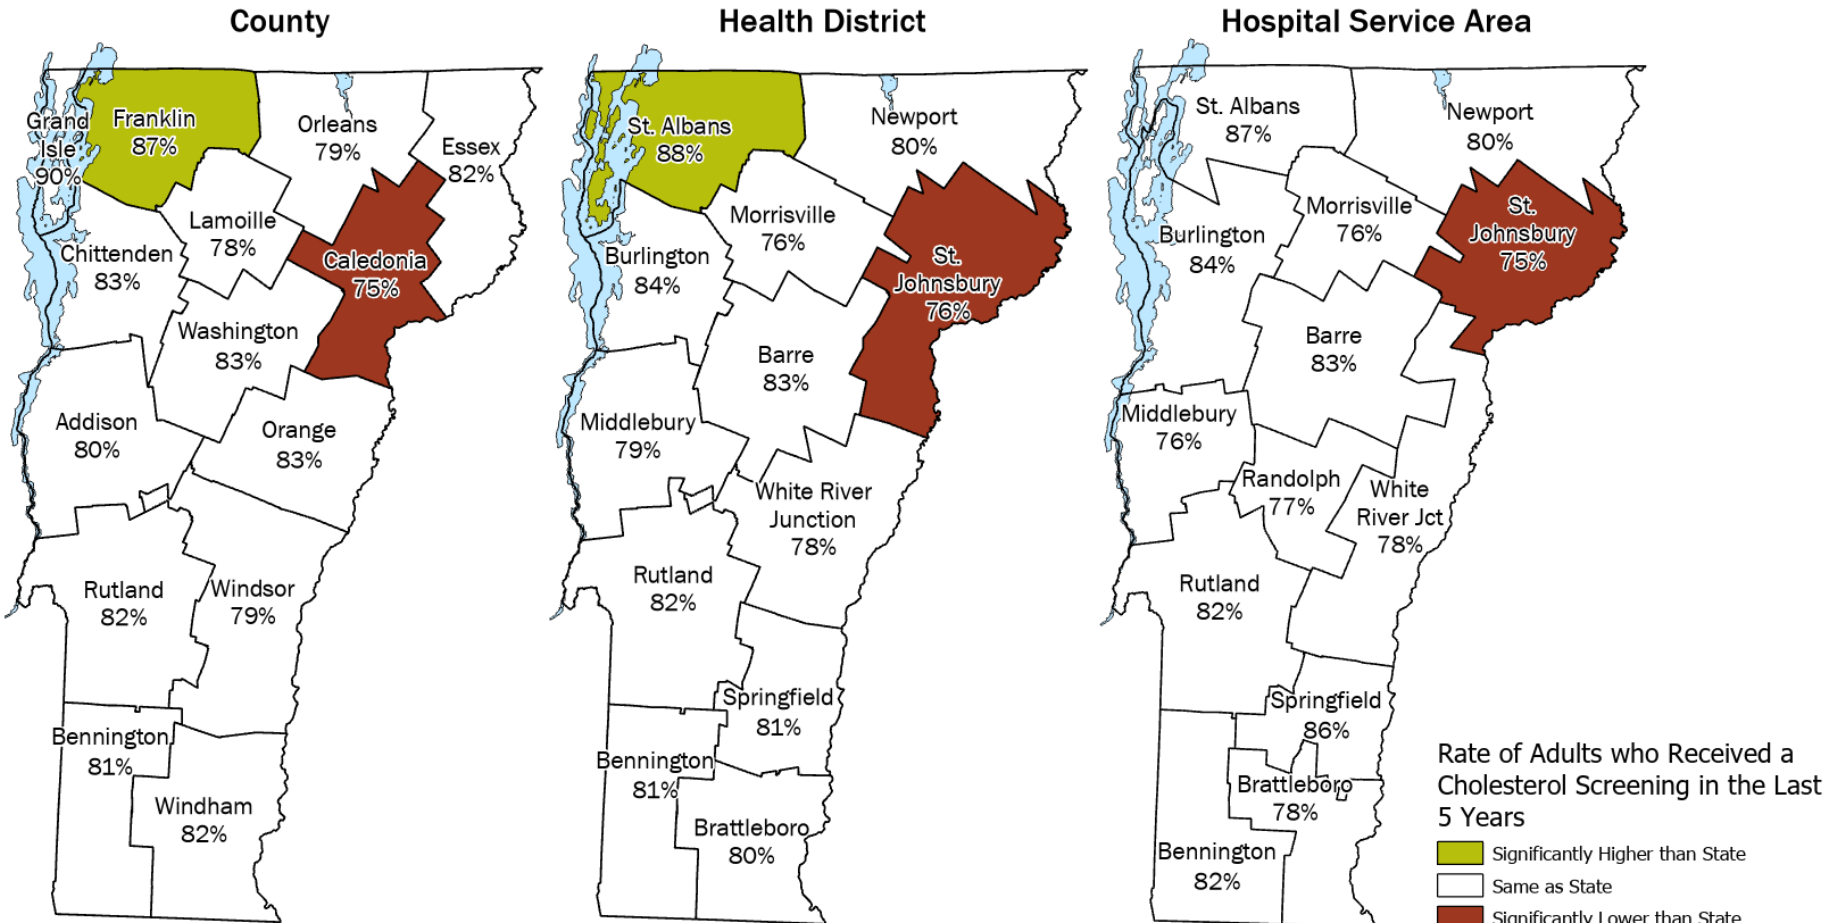 County
Health District
Hospital Service Area
Grand
Isle
90%
Franklin
87%
Orleans
79%
Essex
82%
Lamoille
78%
Chittenden
83%
Caledonia
75%
Washington
83%
Addison
80%
Orange
83%
Rutland
82%
Windsor
79%
Bennington
81%
Windham
82%
St. Albans
88%
Newport
80%
Morrisville
76%
Burlington
84%
St.
Johnsbury
76%
Barre
83%
Middlebury
79%
White River
Junction
78%
Rutland
82%
Springfield
81%
Bennington
81%
Brattleboro
80%
St. Albans
87%
Newport
80%
Morrisville
76%
St.
Johnsbury
75%
Burlington
84%
Barre
83%
Middlebury
76%
Randolph
77%
White
River Jct
78%
Rutland
82%
Springfield
86%
Brattleboro
78%
Bennington
82%
Rate of Adults who Received a
Cholesterol Screening in the Last
5 Years
Significantly Higher than State
Same as State
Significantly Lower than State